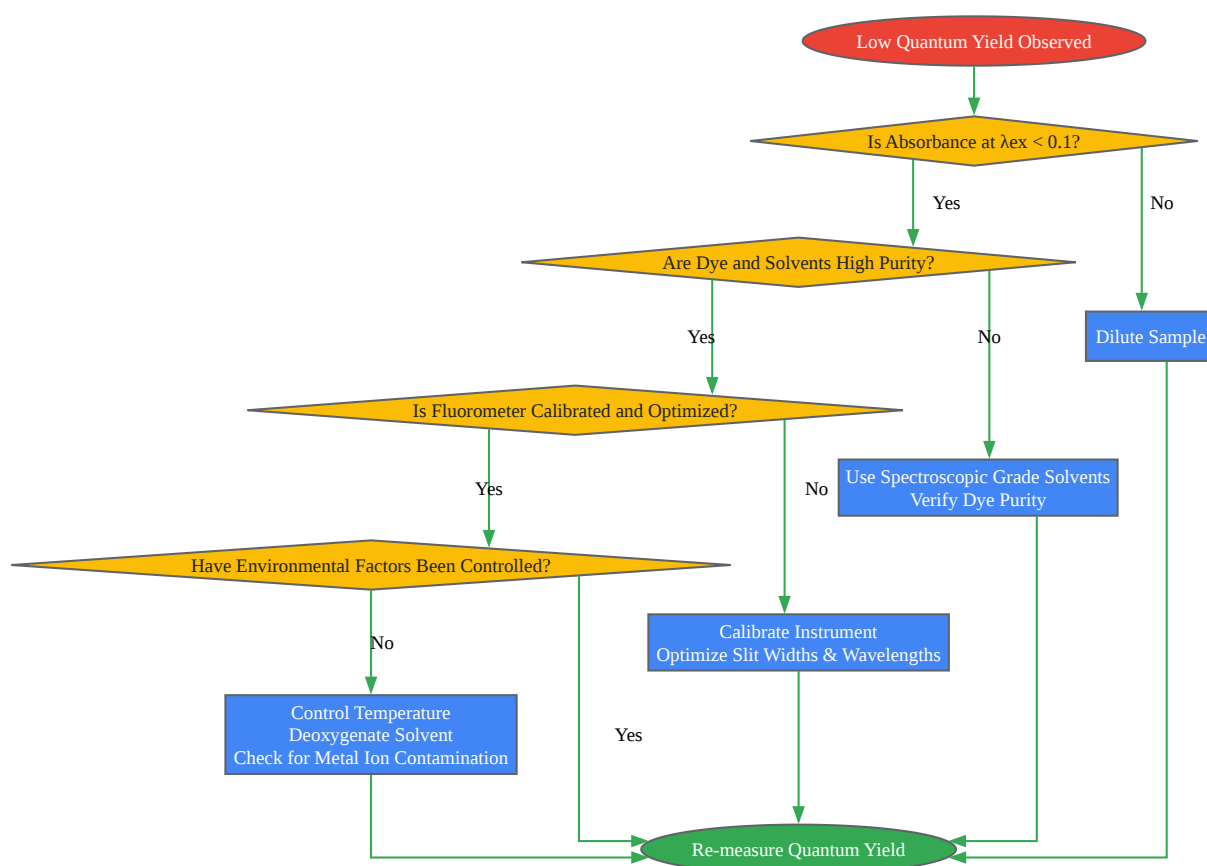 Low Quantum Yield Observed
Is Absorbance at λex < 0.1?
Yes
No
Are Dye and Solvents High Purity?
Yes
No
Dilute Sample
Is Fluorometer Calibrated and Optimized?
Yes
No
Use Spectroscopic Grade Solvents
Verify Dye Purity
Have Environmental Factors Been Controlled?
No
Calibrate Instrument
Optimize Slit Widths & Wavelengths
Control Temperature
Deoxygenate Solvent
Check for Metal Ion Contamination
Yes
Re-measure Quantum Yield